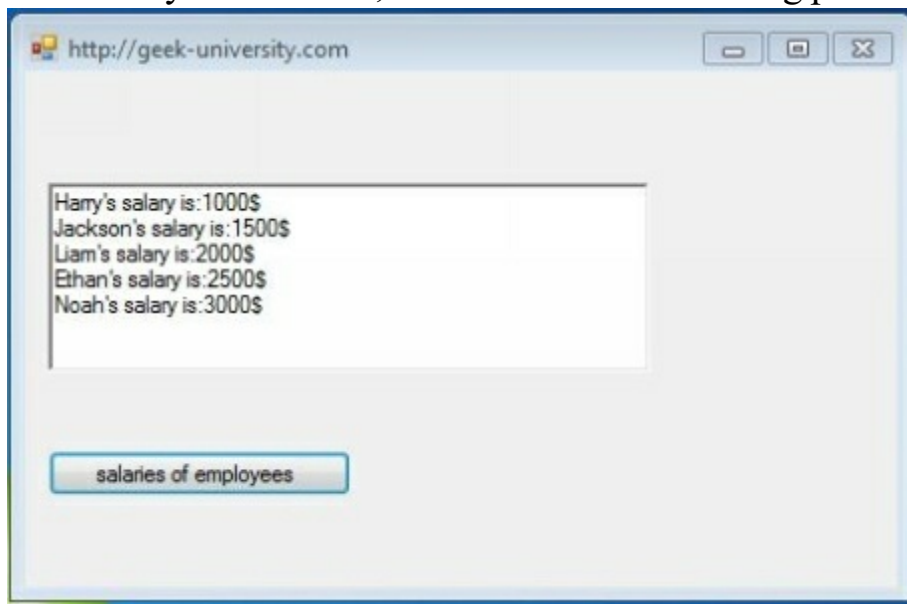 http://geek-university.com
Harry's salary is:1000$
Jackson's salary is:1500$
Liam's salary is:2000$
Ethan's salary is:2500$
Noah's salary is:3000$
salaries of employees